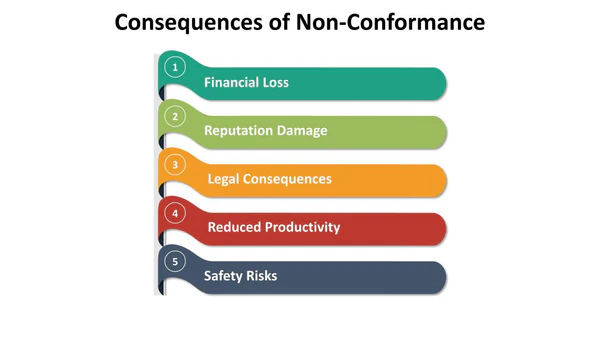 Consequences of Non-Conformance
1
Financial Loss
2
Reputation Damage
3
Legal Consequences
4
Reduced Productivity
5
Safety Risks